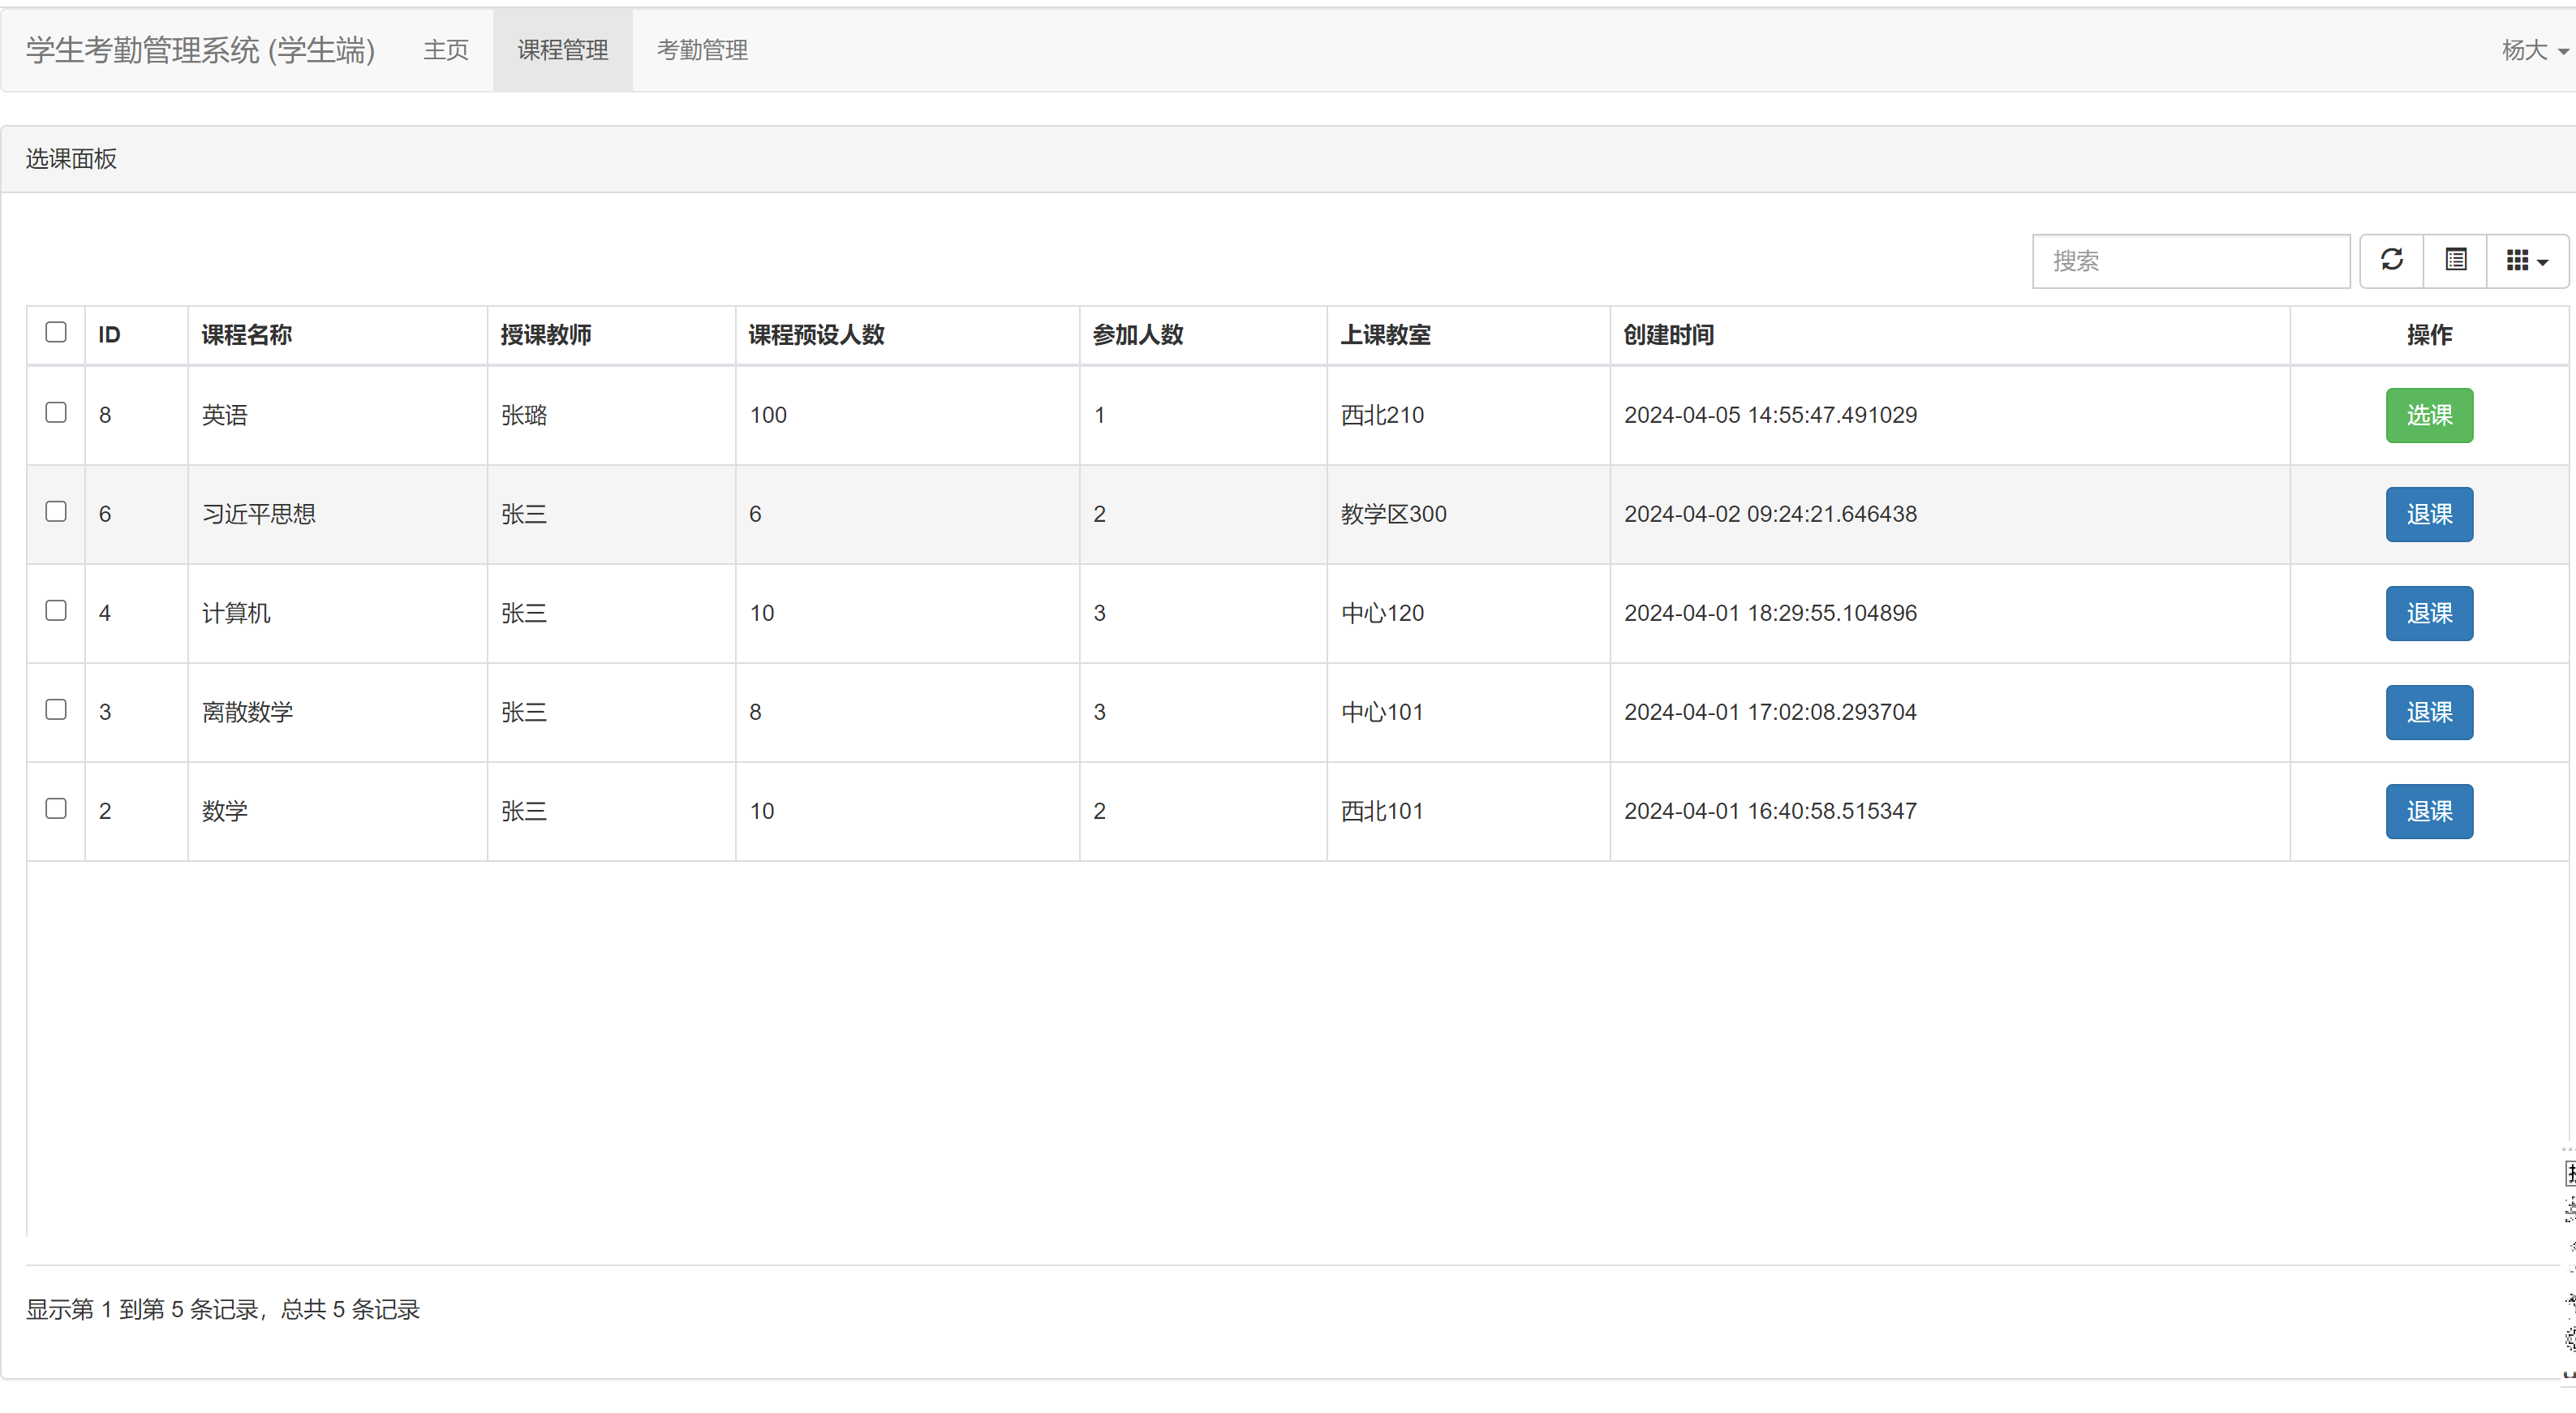 学生考勤管理系统 (学生端) 主页 课程管理 考勤管理 杨大
选课面板
搜索
ID 课程名称 授课教师 课程预设人数 参加人数 上课教室 创建时间 操作
8 英语 张璐 100 1 西北210 2024-04-05 14:55:47.491029 选课
6 习近平思想 张三 6 2 教学区300 2024-04-02 09:24:21.646438 退课
4 计算机 张三 10 3 中心120 2024-04-01 18:29:55.104896 退课
3 离散数学 张三 8 3 中心101 2024-04-01 17:02:08.293704 退课
2 数学 张三 10 2 西北101 2024-04-01 16:40:58.515347 退课
显示第 1 到第 5 条记录，总共 5 条记录